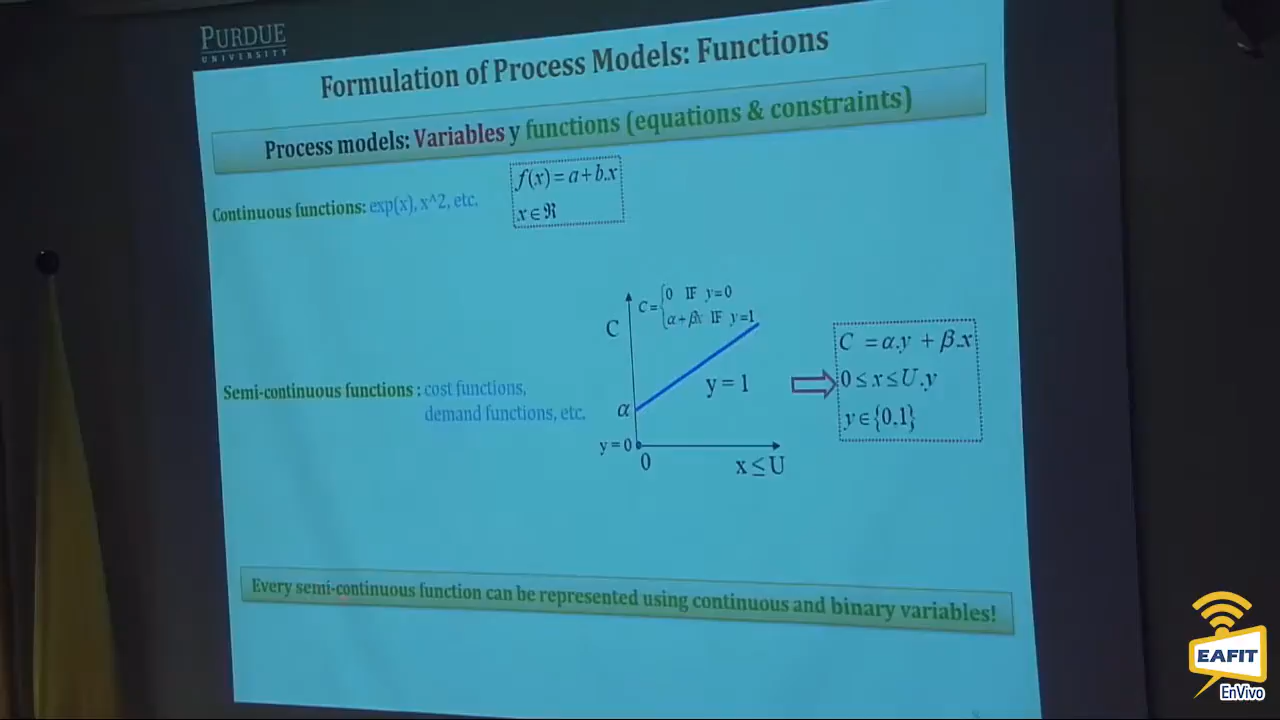 PURDUE
UNIVERSITY
Formulation of Process Models: Functions
Process models: Variables y functions (equations & constraints)
Continuous functions: exp(x), x^2, etc.
f(x) = a+b.x
x∈ℜ
C
C = {0 IF y=0
α+βx IF y=1
y = 1
α
y = 0
0
x ≤ U
Semi-continuous functions : cost functions,
demand functions, etc.
C = α.y + β.x
0 ≤ x ≤ U.y
y∈{0,1}
Every semi-continuous function can be represented using continuous and binary variables!
EAFIT
EnVivo